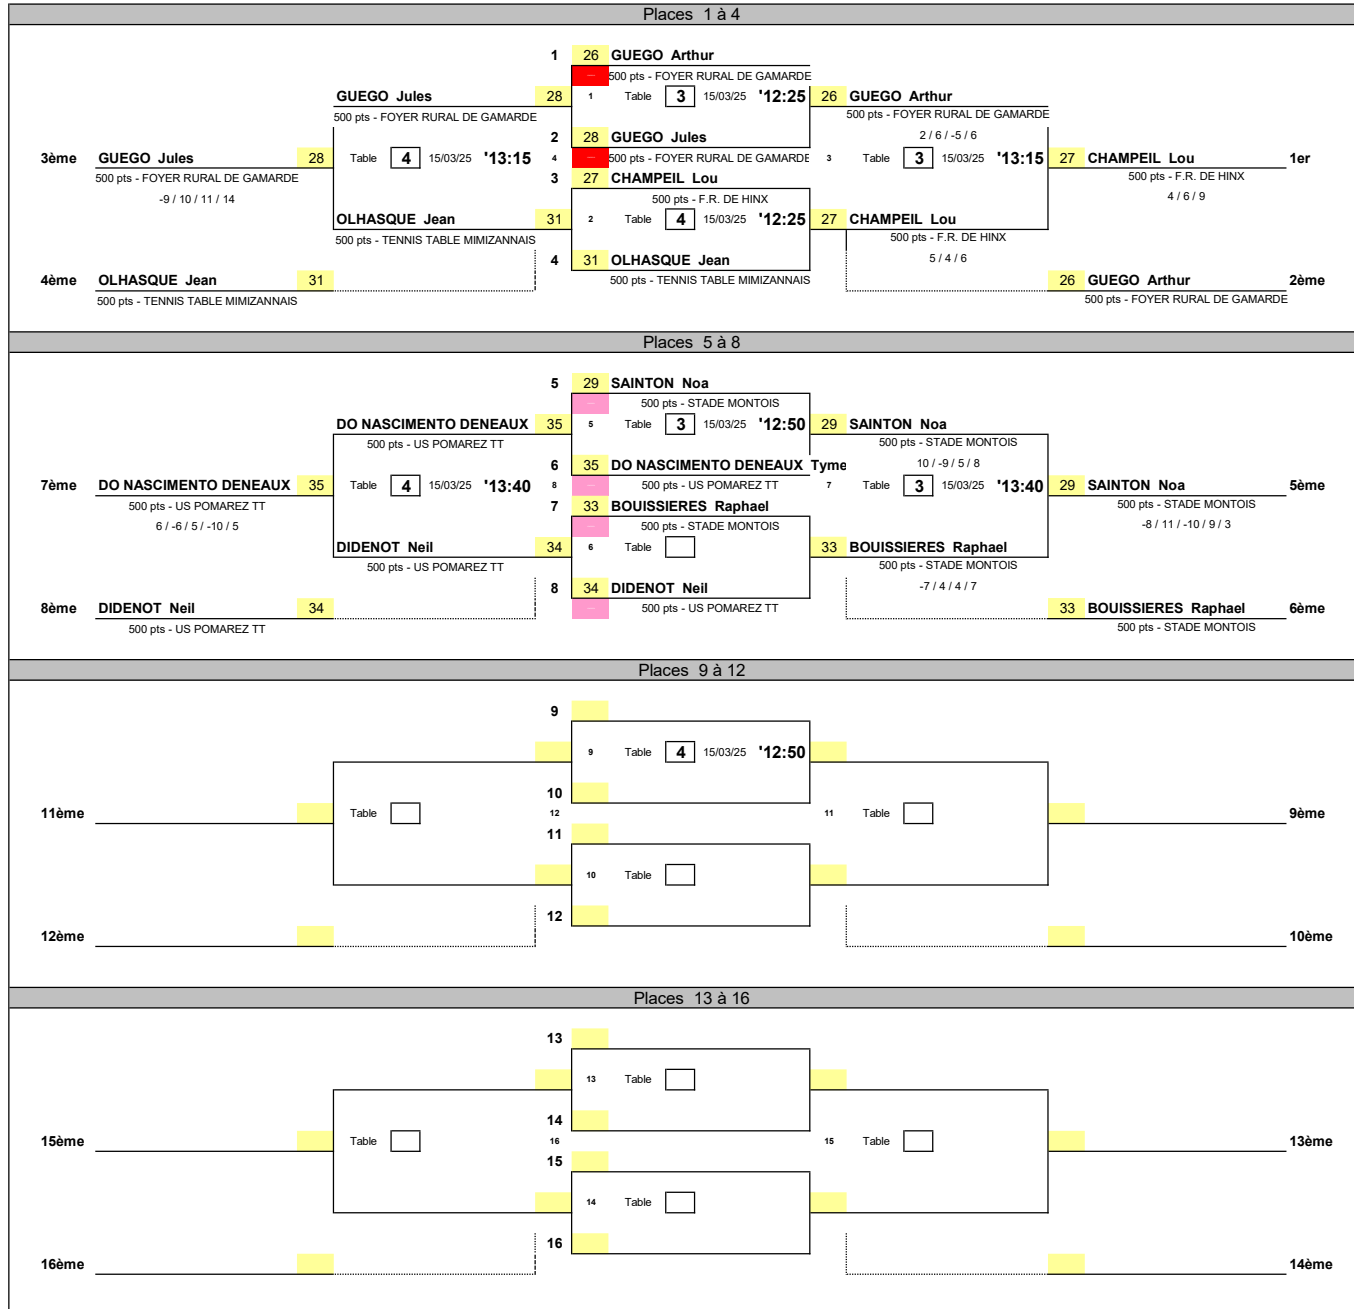 Places 1 à 4
1 26 GUEGO Arthur
500 pts - FOYER RURAL DE GAMARDE
GUEGO Jules 28 1 Table 3 15/03/25 '12:25 26 GUEGO Arthur
500 pts - FOYER RURAL DE GAMARDE 500 pts - FOYER RURAL DE GAMARDE
2 28 GUEGO Jules 2 / 6 / -5 / 6
3ème GUEGO Jules 28 Table 4 15/03/25 '13:15 4 500 pts - FOYER RURAL DE GAMARDE 3 Table 3 15/03/25 '13:15 27 CHAMPEIL Lou 1er
500 pts - FOYER RURAL DE GAMARDE 3 27 CHAMPEIL Lou 500 pts - F.R. DE HINX
-9 / 10 / 11 / 14 500 pts - F.R. DE HINX 4 / 6 / 9
OLHASQUE Jean 31 2 Table 4 15/03/25 '12:25 27 CHAMPEIL Lou
500 pts - TENNIS TABLE MIMIZANNAIS 500 pts - F.R. DE HINX
4 31 OLHASQUE Jean 5 / 4 / 6
4ème OLHASQUE Jean 31 500 pts - TENNIS TABLE MIMIZANNAIS 26 GUEGO Arthur 2ème
500 pts - TENNIS TABLE MIMIZANNAIS 500 pts - FOYER RURAL DE GAMARDE
Places 5 à 8
5 29 SAINTON Noa
500 pts - STADE MONTOIS
DO NASCIMENTO DENEAUX 35 5 Table 3 15/03/25 '12:50 29 SAINTON Noa
500 pts - US POMAREZ TT 500 pts - STADE MONTOIS
6 35 DO NASCIMENTO DENEAUX Tyme 10 / -9 / 5 / 8
7ème DO NASCIMENTO DENEAUX 35 Table 4 15/03/25 '13:40 8 500 pts - US POMAREZ TT 7 Table 3 15/03/25 '13:40 29 SAINTON Noa 5ème
500 pts - US POMAREZ TT 7 33 BOUISSIERES Raphael 500 pts - STADE MONTOIS
6 / -6 / 5 / -10 / 5 500 pts - STADE MONTOIS -8 / 11 / -10 / 9 / 3
DIDENOT Neil 34 6 Table 33 BOUISSIERES Raphael
500 pts - US POMAREZ TT 500 pts - STADE MONTOIS
8 34 DIDENOT Neil -7 / 4 / 4 / 7
8ème DIDENOT Neil 34 500 pts - US POMAREZ TT 33 BOUISSIERES Raphael 6ème
500 pts - US POMAREZ TT 500 pts - STADE MONTOIS
Places 9 à 12
9
9 Table 4 15/03/25 '12:50
10
11ème Table 12 11 Table 9ème
11
10 Table
12
12ème 10ème
Places 13 à 16
13
13 Table
14
15ème Table 16 15 Table 13ème
15
14 Table
16
16ème 14ème